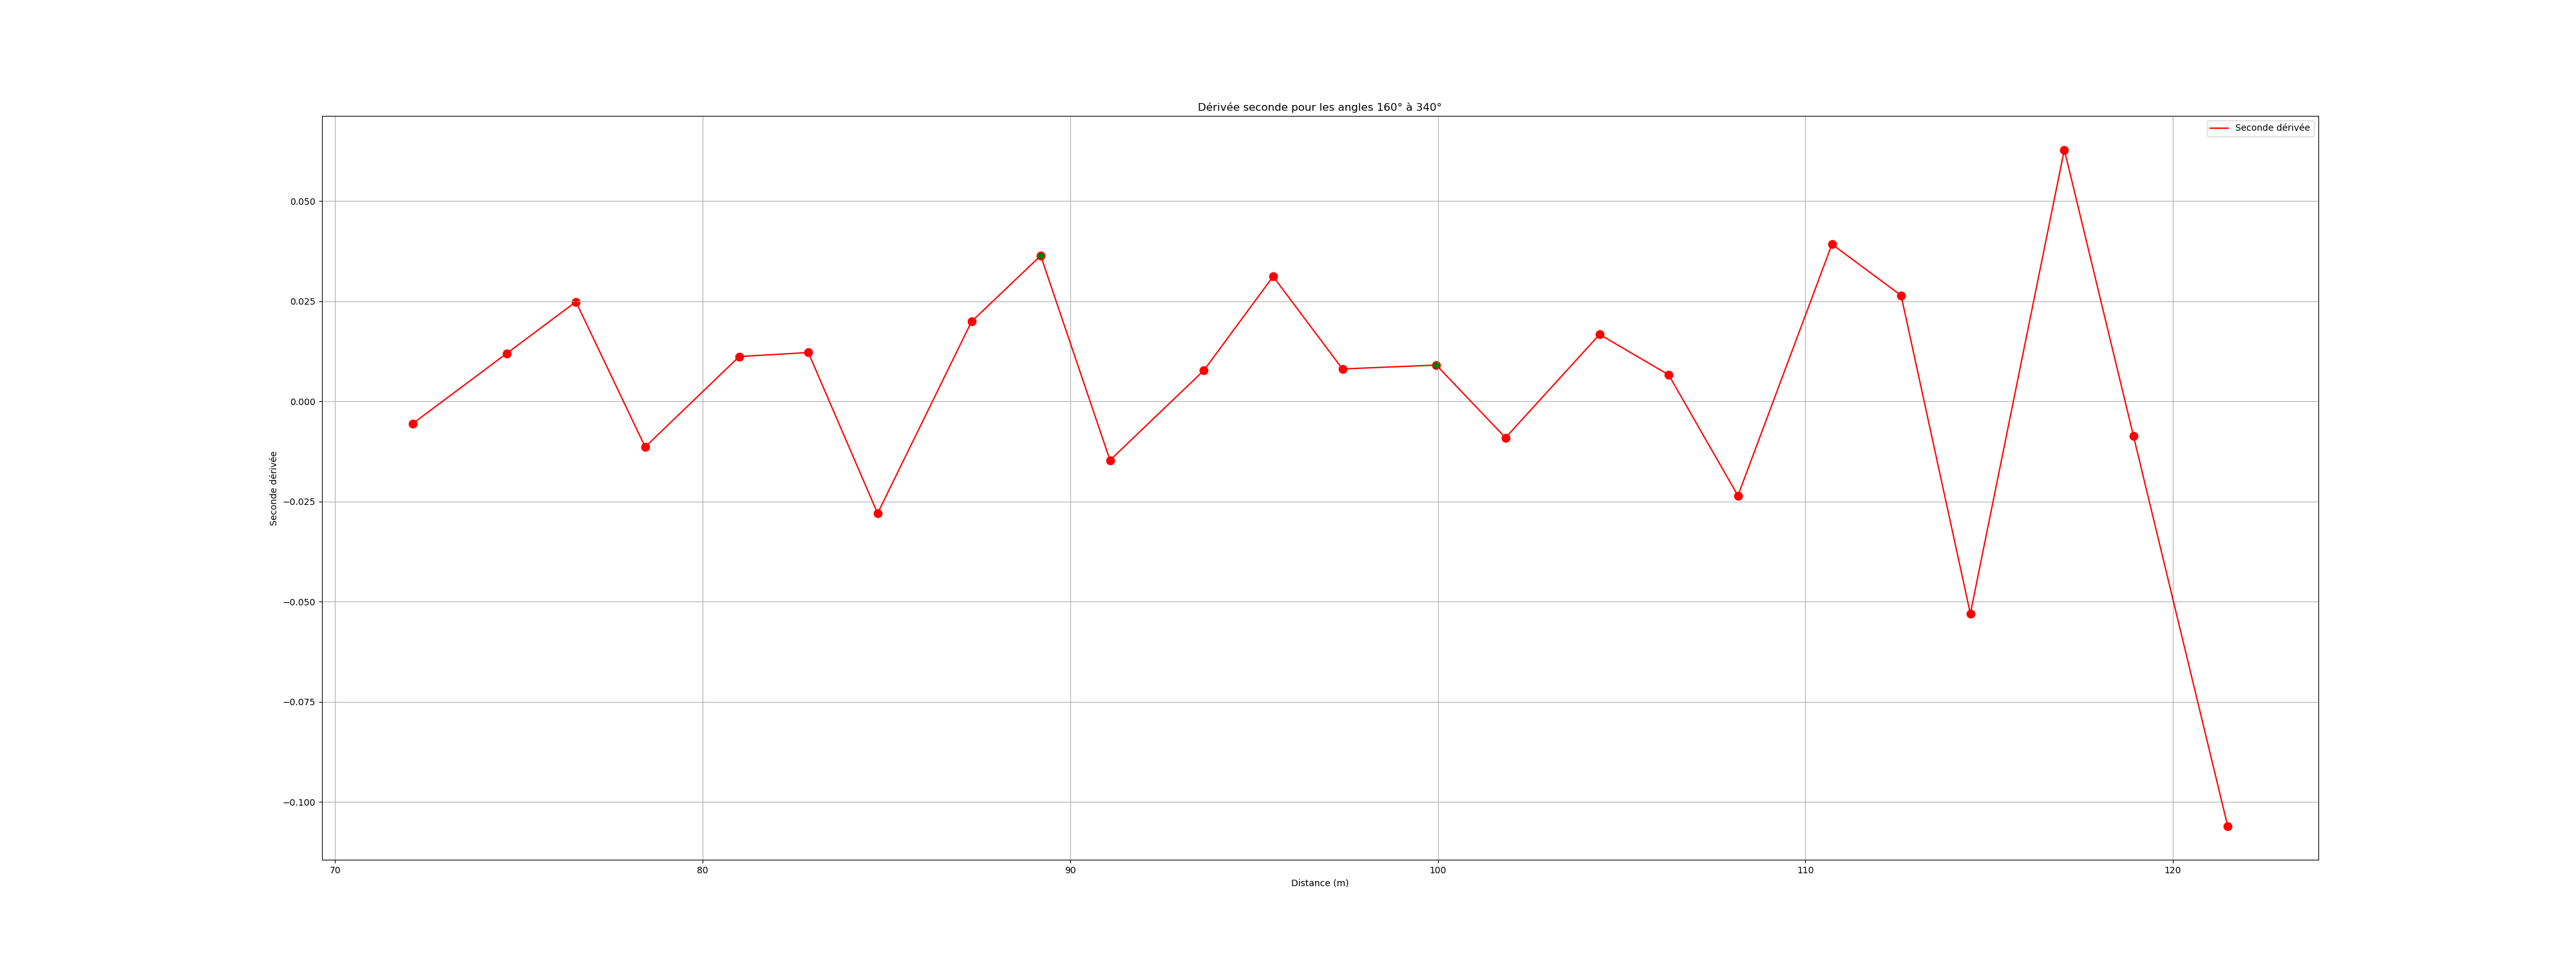 Dérivée seconde pour les angles 160° à 340°
Seconde dérivée
0.050
0.025
0.000
−0.025
−0.050
−0.075
−0.100
Seconde dérivée
70 80 90 100 110 120
Distance (m)